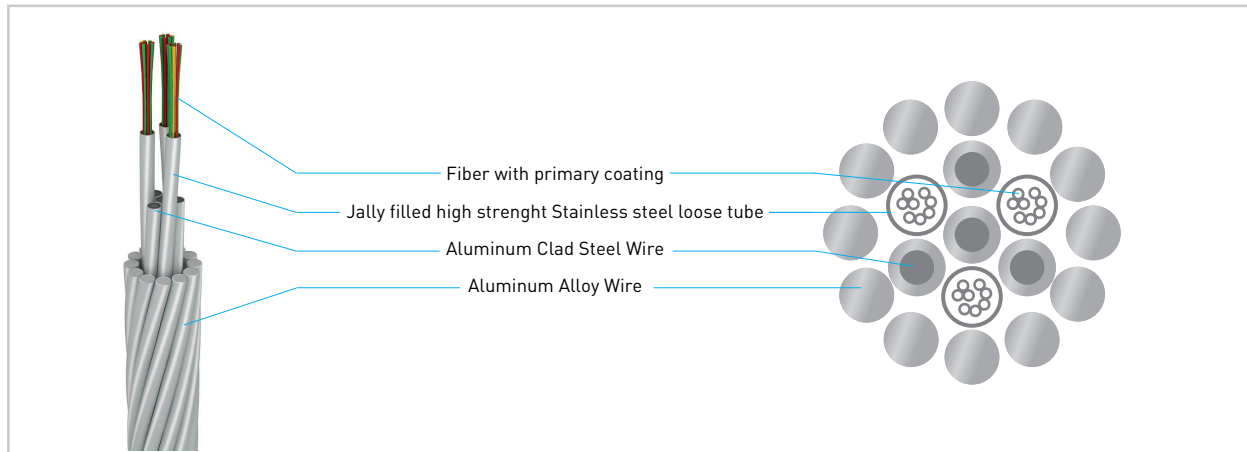 Fiber with primary coating
Jally filled high strenght Stainless steel loose tube
Aluminum Clad Steel Wire
Aluminum Alloy Wire